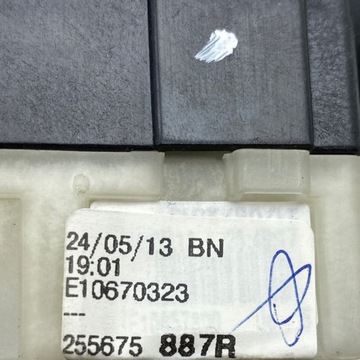 24/05/13 BN
19:01
E10670323
---
255675 887R